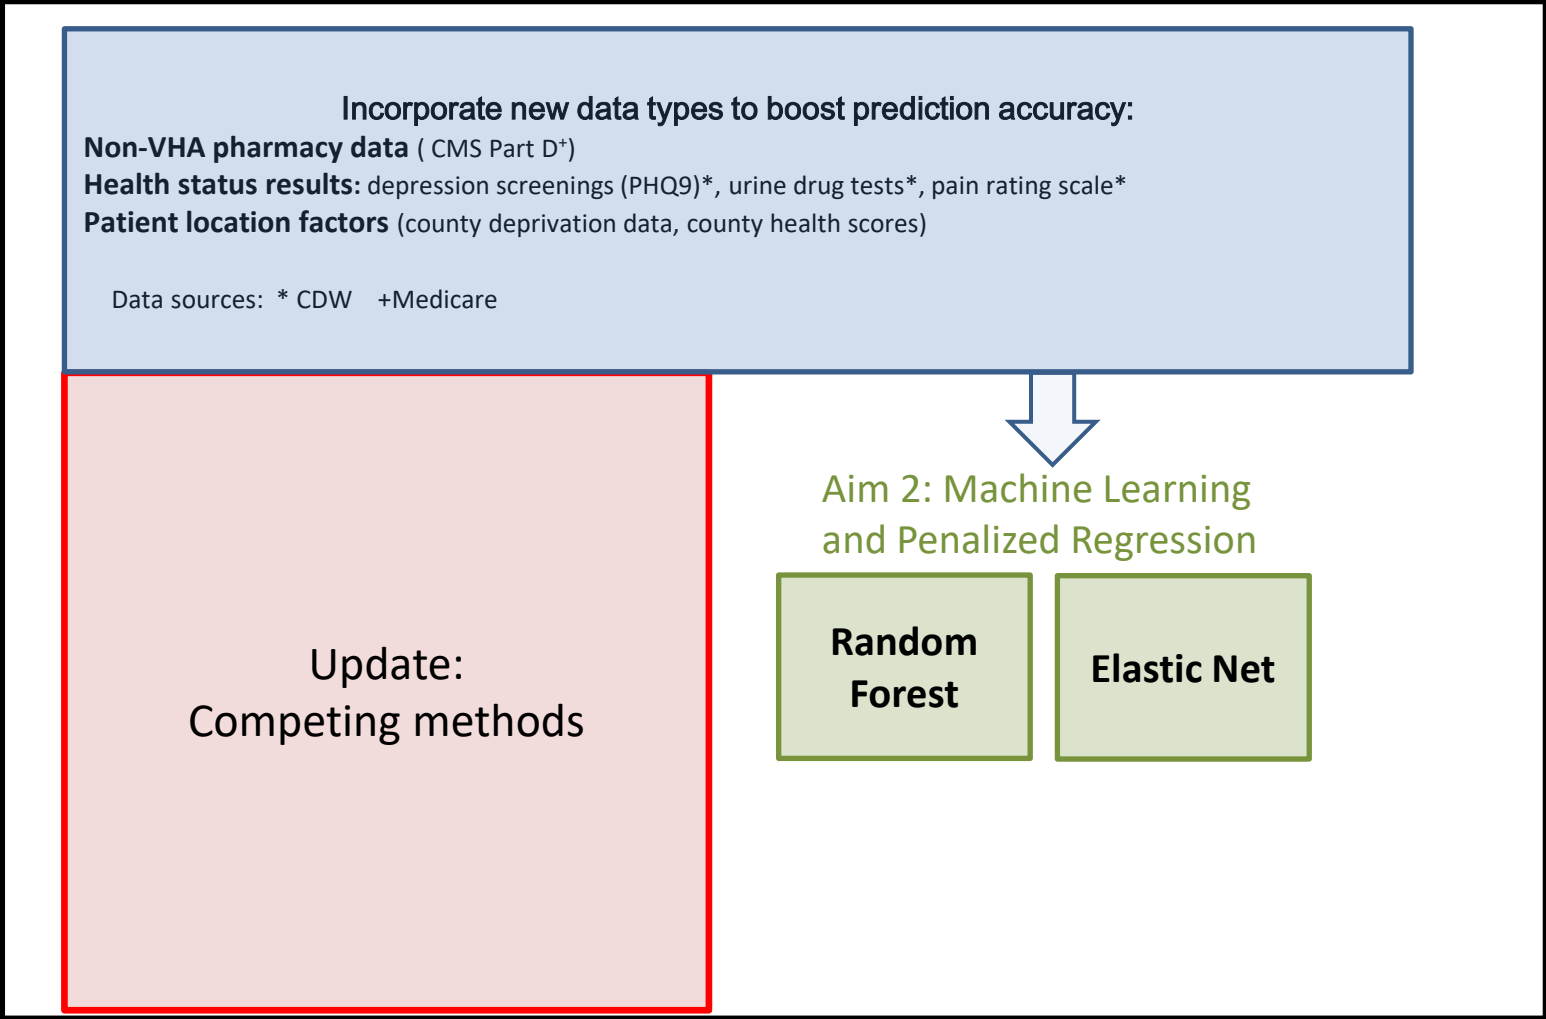 Incorporate new data types to boost prediction accuracy:
Non-VHA pharmacy data ( CMS Part D⁺)
Health status results: depression screenings (PHQ9)*, urine drug tests*, pain rating scale*
Patient location factors (county deprivation data, county health scores)
Data sources: * CDW +Medicare
Aim 2: Machine Learning
and Penalized Regression
Random
Forest
Elastic Net
Update:
Competing methods